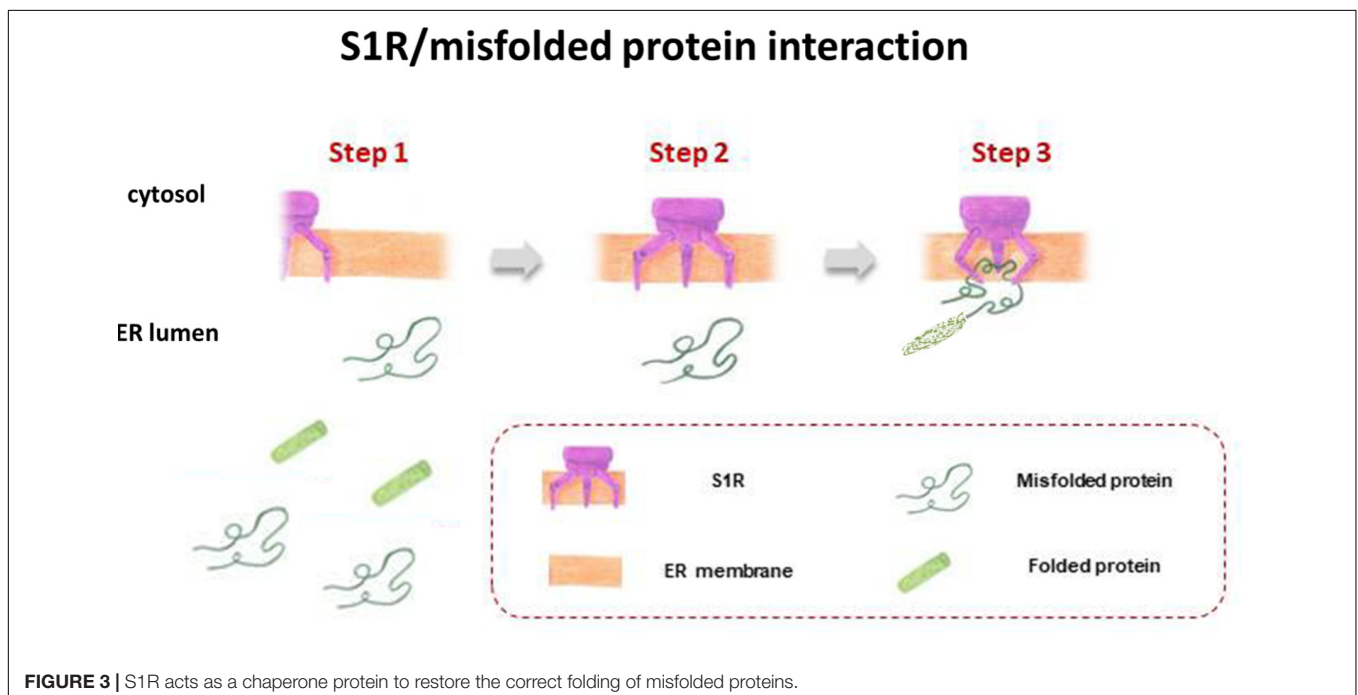 S1R/misfolded protein interaction
Step 1
Step 2
Step 3
cytosol
ER lumen
S1R
Misfolded protein
ER membrane
Folded protein
FIGURE 3 | S1R acts as a chaperone protein to restore the correct folding of misfolded proteins.